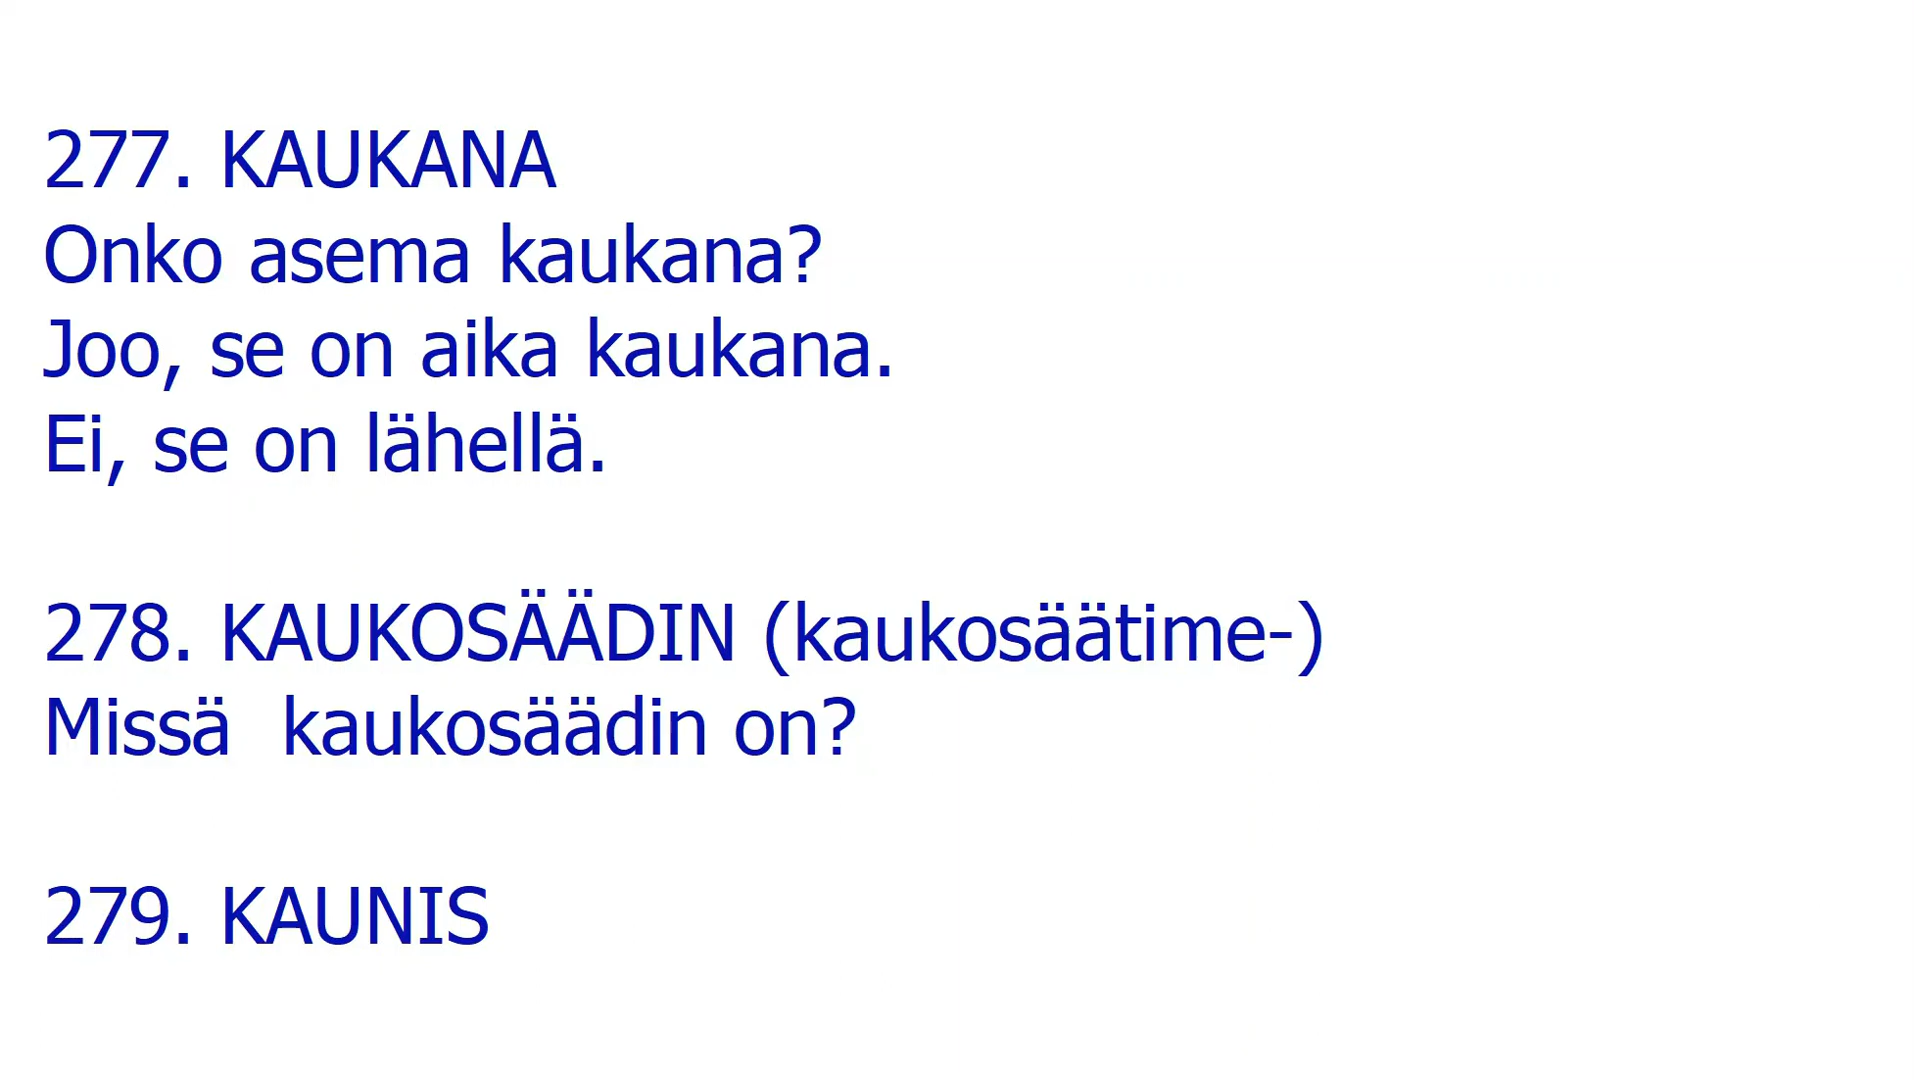 277. KAUKANA
Onko asema kaukana?
Joo, se on aika kaukana.
Ei, se on lähellä.
278. KAUKOSÄÄDIN (kaukosäätime-)
Missä  kaukosäädin on?
279. KAUNIS